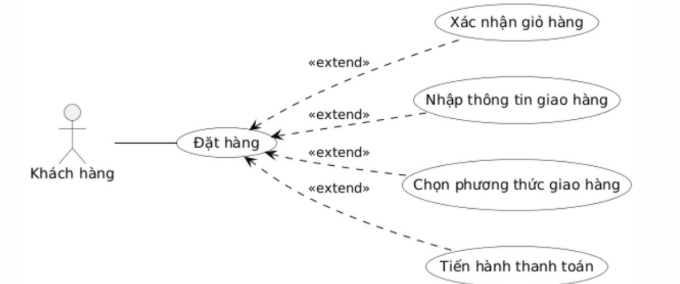 Xác nhận giỏ hàng
«extend»
Nhập thông tin giao hàng
«extend»
Đặt hàng
«extend»
Khách hàng
Chọn phương thức giao hàng
«extend»
Tiến hành thanh toán